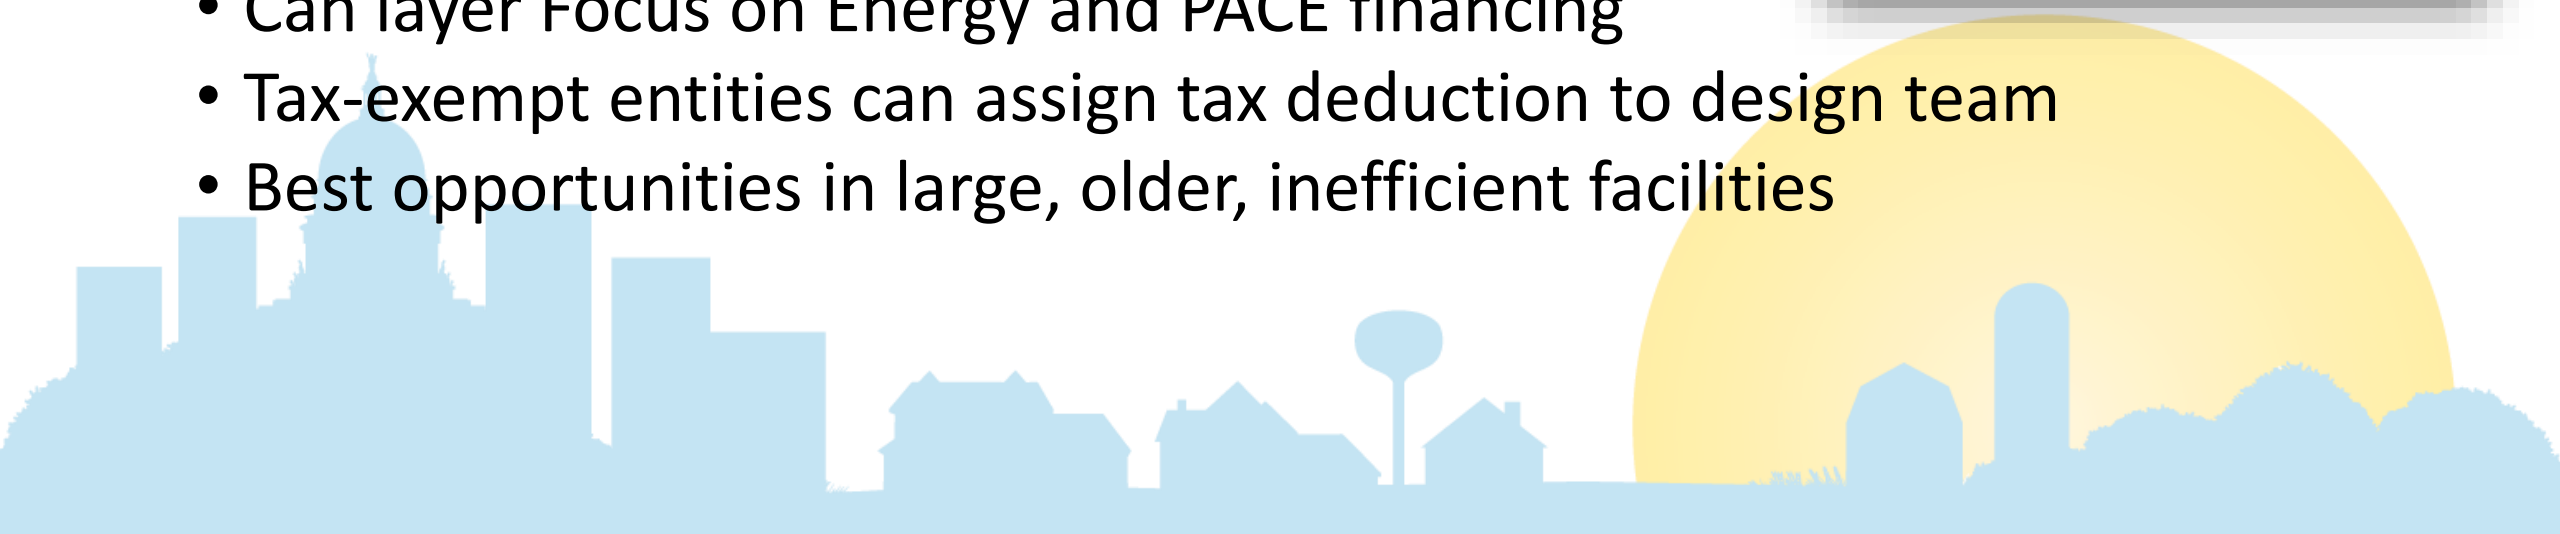 • Can layer Focus on Energy and PACE financing
• Tax-exempt entities can assign tax deduction to design team
• Best opportunities in large, older, inefficient facilities